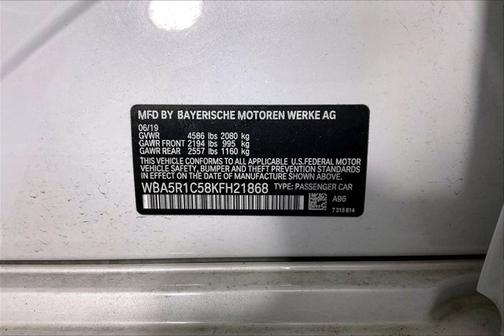 MFD BY BAYERISCHE MOTOREN WERKE AG
06/19
GVWR 4586 lbs 2080 kg
GAWR FRONT 2194 lbs 995 kg
GAWR REAR 2557 lbs 1160 kg
THIS VEHICLE CONFORMS TO ALL APPLICABLE U.S.FEDERAL MOTOR
VEHICLE SAFETY, BUMPER AND THEFT PREVENTION STANDARDS
IN EFFECT ON THE DATE OF MANUFACTURE SHOWN ABOVE.
WBA5R1C58KFH21868 TYPE: PASSENGER CAR
A96
7 315 814